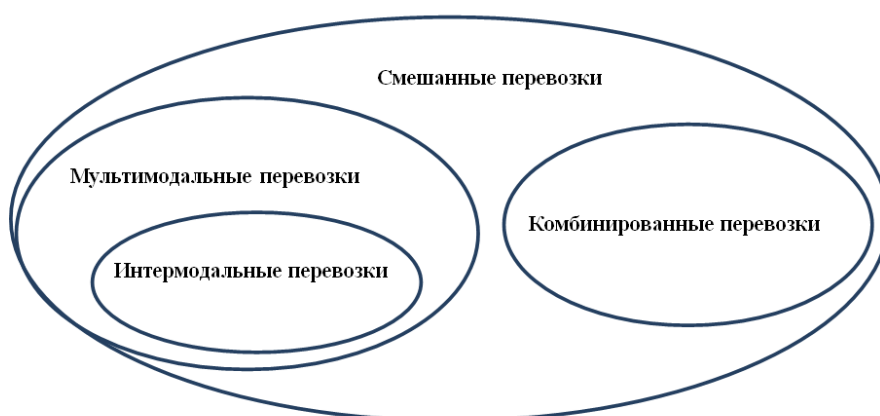 Смешанные перевозки
Мультимодальные перевозки
Комбинированные перевозки
Интермодальные перевозки